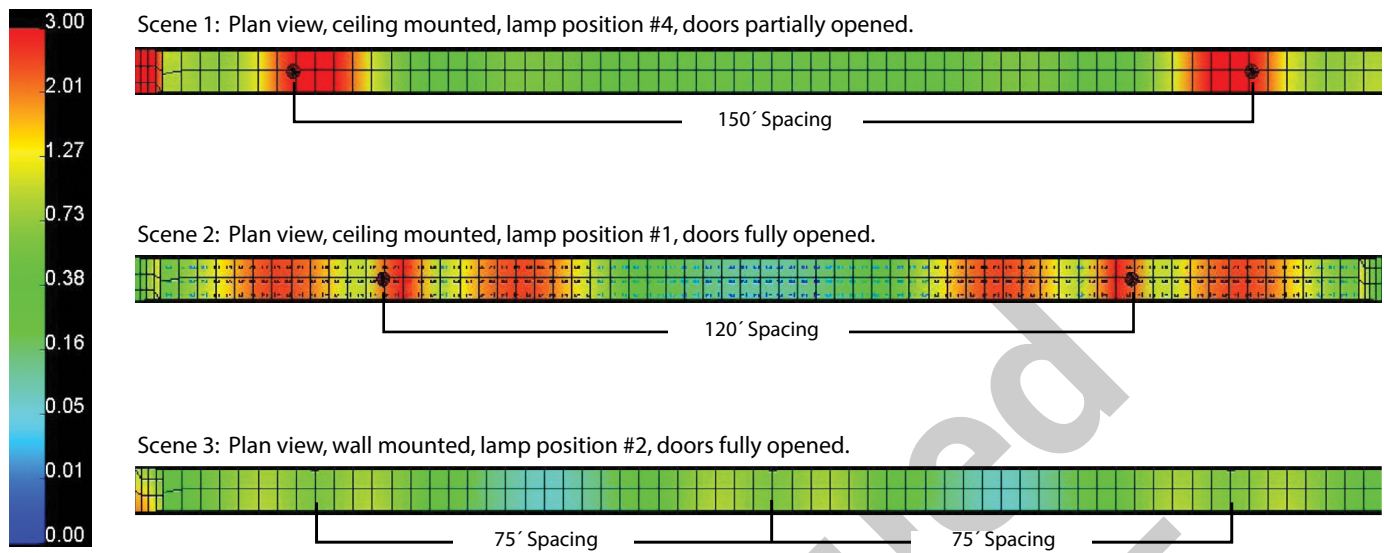 3.00
2.01
1.27
0.73
0.38
0.16
0.05
0.01
0.00
Scene 1: Plan view, ceiling mounted, lamp position #4, doors partially opened.
150´ Spacing
Scene 2: Plan view, ceiling mounted, lamp position #1, doors fully opened.
120´ Spacing
Scene 3: Plan view, wall mounted, lamp position #2, doors fully opened.
75´ Spacing
75´ Spacing